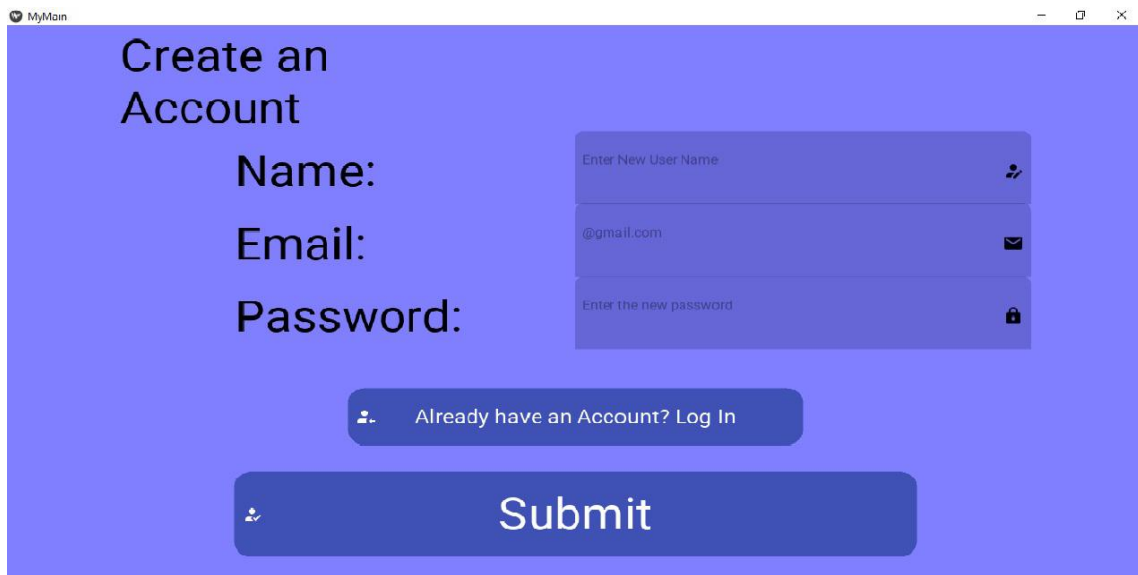 MyMain
Create an
Account
Name:
Enter New User Name
Email:
@gmail.com
Password:
Enter the new password
Already have an Account? Log In
Submit